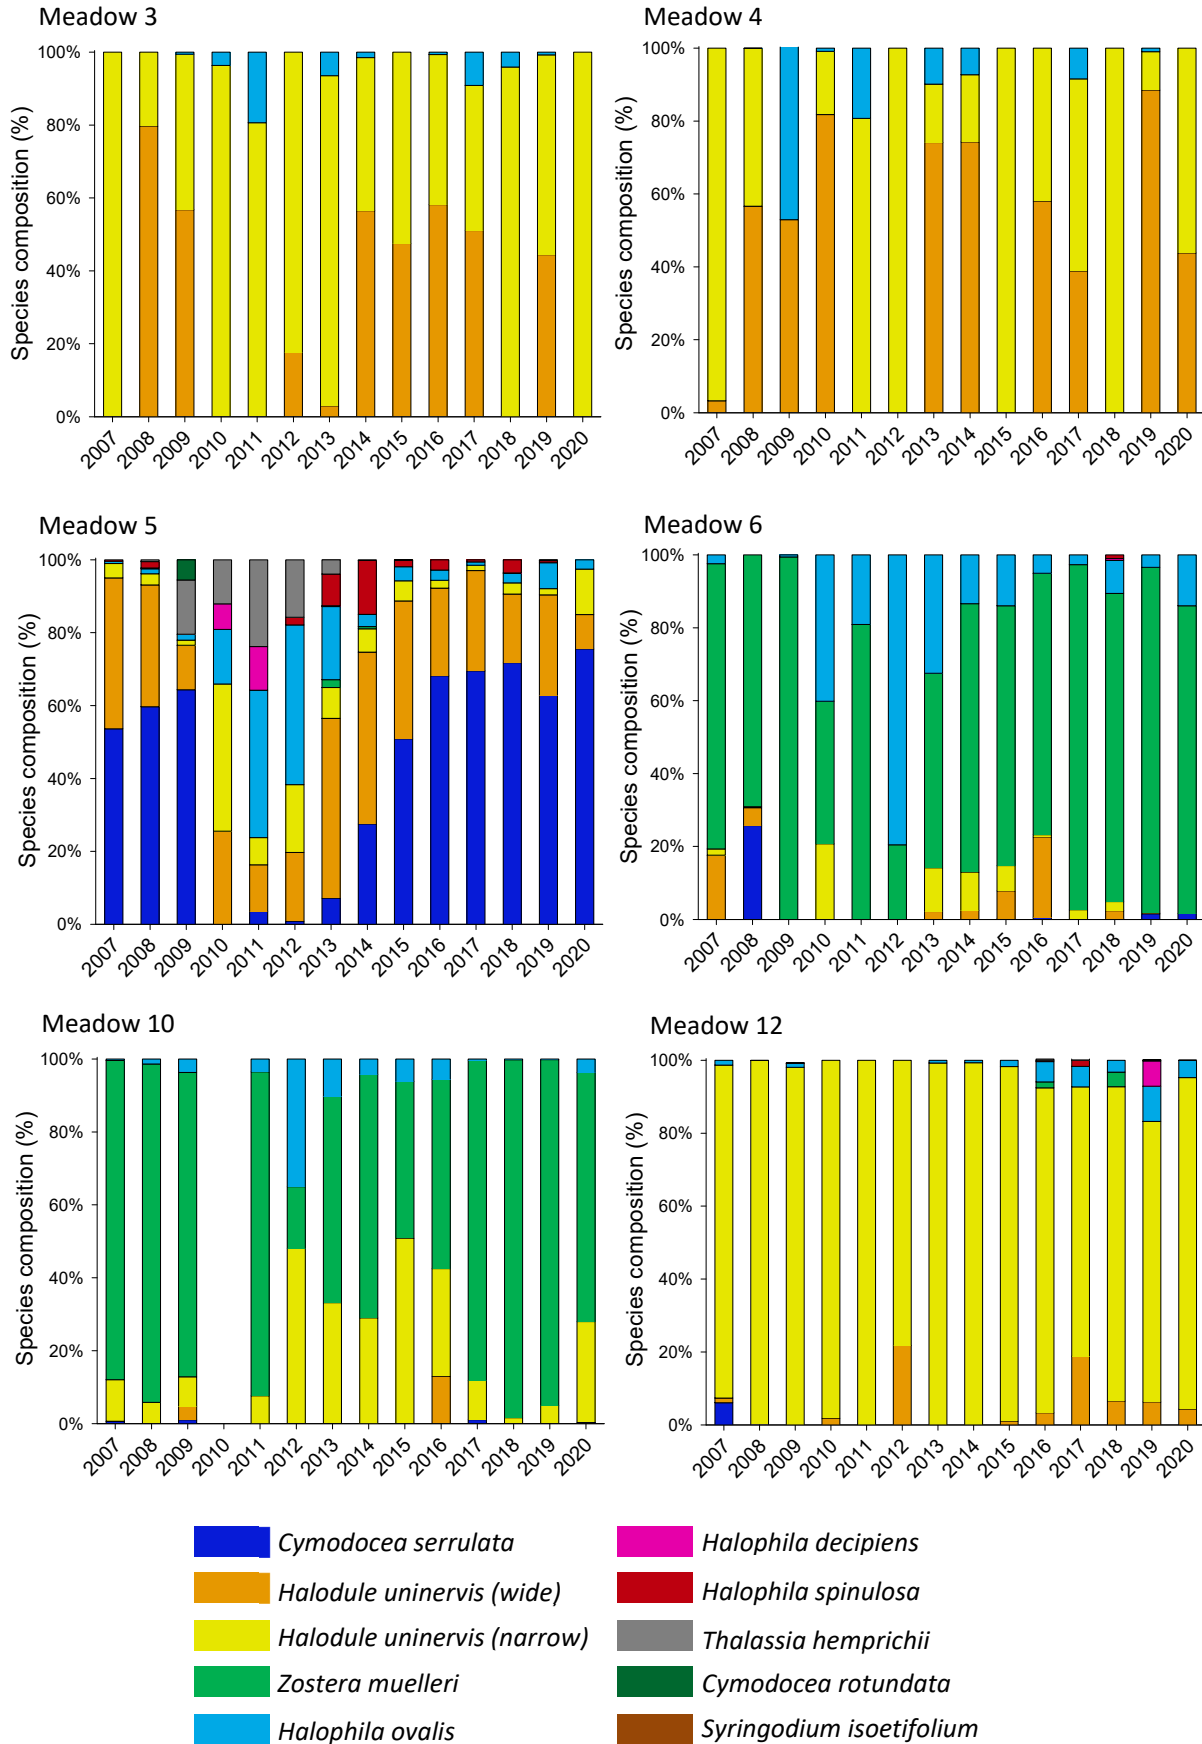 Meadow 3
Meadow 4
Species composition (%)
100%
80%
60%
40%
20%
0%
2007 2008 2009 2010 2011 2012 2013 2014 2015 2016 2017 2018 2019 2020
Species composition (%)
100%
80%
60%
40%
20%
0%
2007 2008 2009 2010 2011 2012 2013 2014 2015 2016 2017 2018 2019 2020
Meadow 5
Meadow 6
Species composition (%)
100%
80%
60%
40%
20%
0%
2007 2008 2009 2010 2011 2012 2013 2014 2015 2016 2017 2018 2019 2020
Species composition (%)
100%
80%
60%
40%
20%
0%
2007 2008 2009 2010 2011 2012 2013 2014 2015 2016 2017 2018 2019 2020
Meadow 10
Meadow 12
Species composition (%)
100%
80%
60%
40%
20%
0%
2007 2008 2009 2010 2011 2012 2013 2014 2015 2016 2017 2018 2019 2020
Species composition (%)
100%
80%
60%
40%
20%
0%
2007 2008 2009 2010 2011 2012 2013 2014 2015 2016 2017 2018 2019 2020
Cymodocea serrulata
Halodule uninervis (wide)
Halodule uninervis (narrow)
Zostera muelleri
Halophila ovalis
Halophila decipiens
Halophila spinulosa
Thalassia hemprichii
Cymodocea rotundata
Syringodium isoetifolium